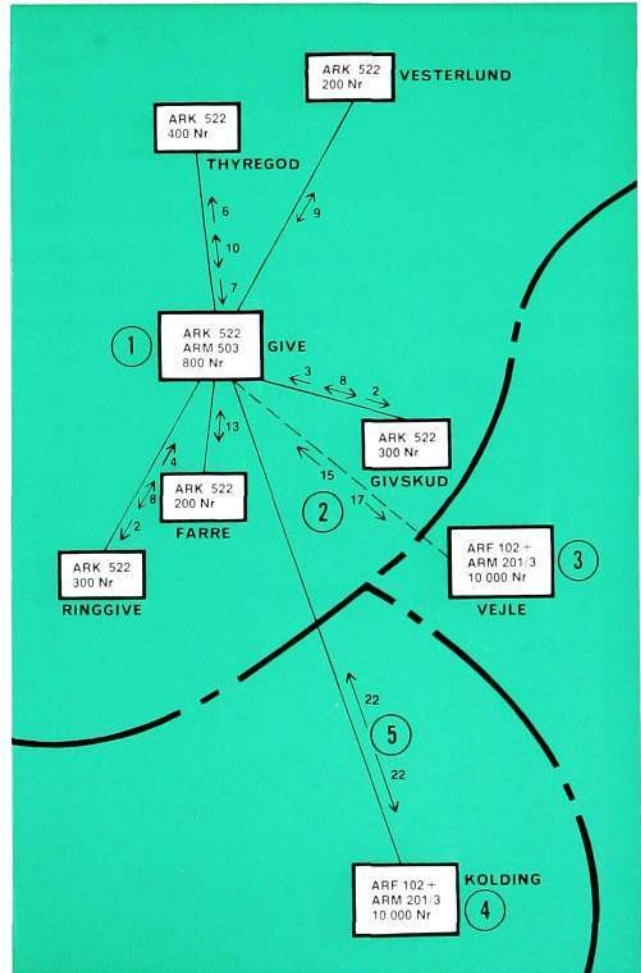 ARK 522
200 Nr
VESTERLUND
ARK 522
400 Nr
THYREGOD
6
10
7
9
1
ARK 522
ARM 503
800 Nr
GIVE
3
8
2
13
ARK 522
300 Nr
GIVSKUD
4
8
2
15
17
2
ARK 522
200 Nr
FARRE
ARK 522
300 Nr
RINGGIVE
ARF 102 +
ARM 201/3
10.000 Nr
VEJLE
3
22
5
22
ARF 102 +
ARM 201/3
10.000 Nr
KOLDING
4